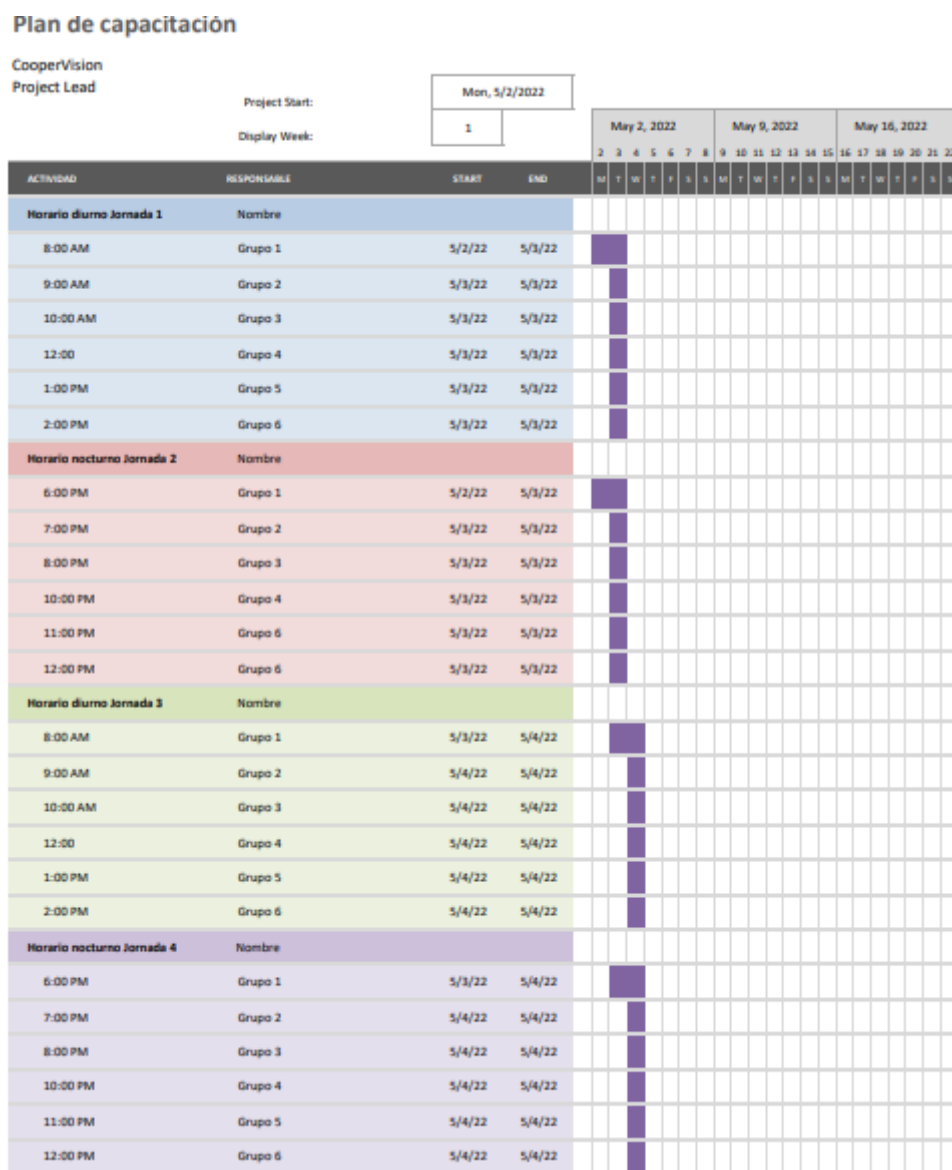 Plan de capacitación
CooperVision
Project Lead
Project Start: Mon, 5/2/2022
Display Week: 1
May 2, 2022 May 9, 2022 May 16, 2022
2 3 4 5 6 7 8 9 10 11 12 13 14 15 16 17 18 19 20 21 22
ACTIVIDAD RESPONSABLE START END M T W T F S S M T W T F S S M T W T F S S
Horario diurno Jornada 1 Nombre
8:00 AM Grupo 1 5/2/22 5/3/22
9:00 AM Grupo 2 5/3/22 5/3/22
10:00 AM Grupo 3 5/3/22 5/3/22
12:00 Grupo 4 5/3/22 5/3/22
1:00 PM Grupo 5 5/3/22 5/3/22
2:00 PM Grupo 6 5/3/22 5/3/22
Horario nocturno Jornada 2 Nombre
6:00 PM Grupo 1 5/2/22 5/3/22
7:00 PM Grupo 2 5/3/22 5/3/22
8:00 PM Grupo 3 5/3/22 5/3/22
10:00 PM Grupo 4 5/3/22 5/3/22
11:00 PM Grupo 6 5/3/22 5/3/22
12:00 PM Grupo 6 5/3/22 5/3/22
Horario diurno Jornada 3 Nombre
8:00 AM Grupo 1 5/3/22 5/4/22
9:00 AM Grupo 2 5/4/22 5/4/22
10:00 AM Grupo 3 5/4/22 5/4/22
12:00 Grupo 4 5/4/22 5/4/22
1:00 PM Grupo 5 5/4/22 5/4/22
2:00 PM Grupo 6 5/4/22 5/4/22
Horario nocturno Jornada 4 Nombre
6:00 PM Grupo 1 5/3/22 5/4/22
7:00 PM Grupo 2 5/4/22 5/4/22
8:00 PM Grupo 3 5/4/22 5/4/22
10:00 PM Grupo 4 5/4/22 5/4/22
11:00 PM Grupo 5 5/4/22 5/4/22
12:00 PM Grupo 6 5/4/22 5/4/22